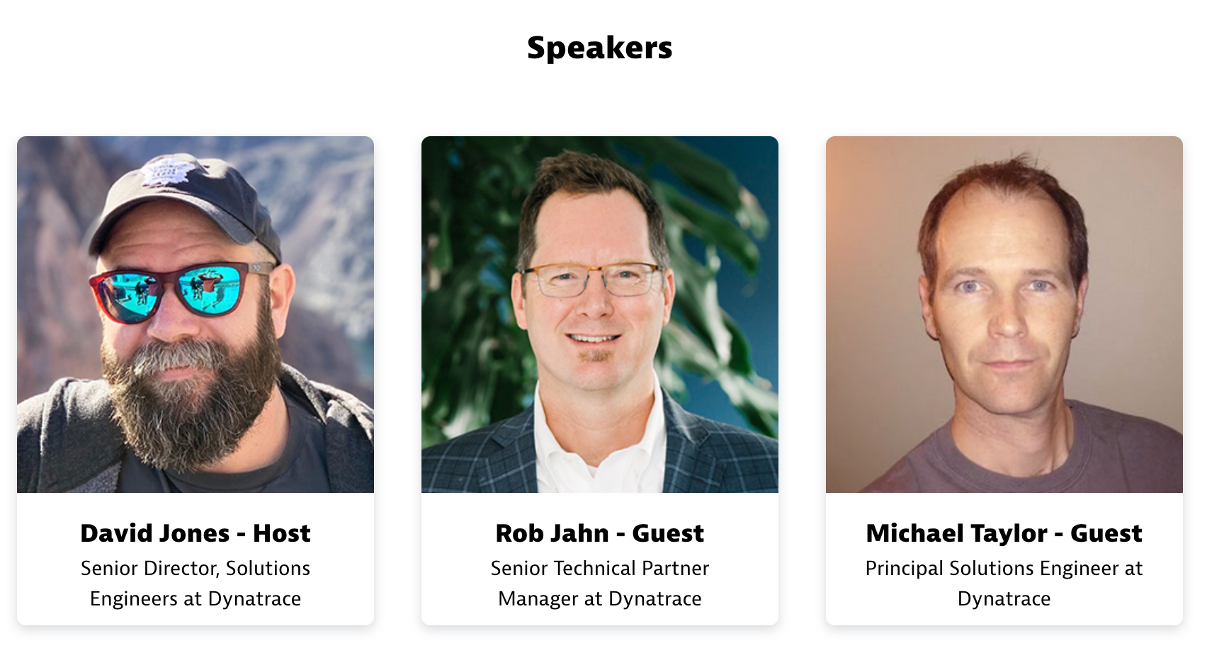 Speakers
David Jones - Host
Senior Director, Solutions
Engineers at Dynatrace
Rob Jahn - Guest
Senior Technical Partner
Manager at Dynatrace
Michael Taylor - Guest
Principal Solutions Engineer at
Dynatrace